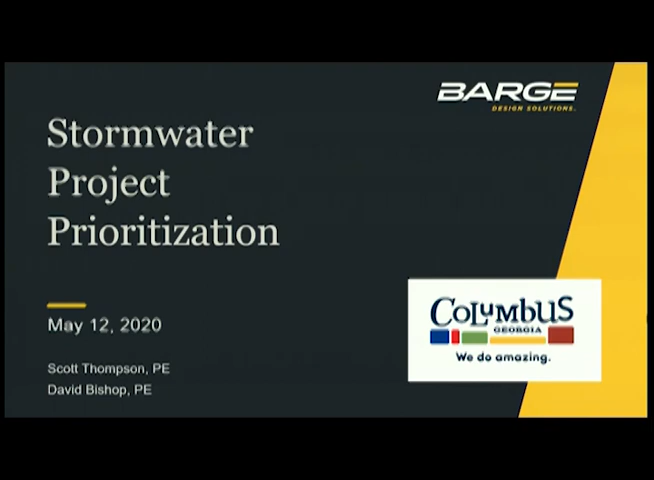 BARGE
DESIGN SOLUTIONS.
Stormwater
Project
Prioritization
May 12, 2020
Scott Thompson, PE
David Bishop, PE
COLUMBUS
GEORGIA
We do amazing.